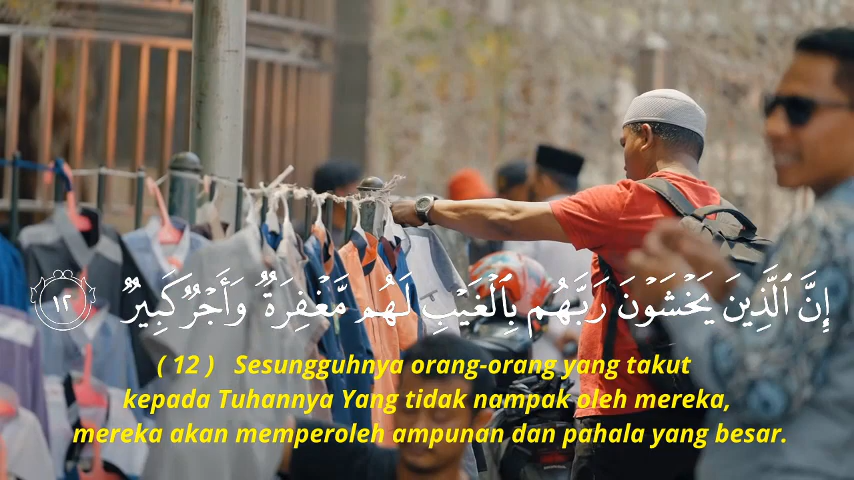 إِنَّ ٱلَّذِينَ يَخْشَوْنَ رَبَّهُم بِٱلْغَيْبِ لَهُم مَّغْفِرَةٌ وَأَجْرٌ كَبِيرٌ ١٢
( 12 ) Sesungguhnya orang-orang yang takut
kepada Tuhannya Yang tidak nampak oleh mereka,
mereka akan memperoleh ampunan dan pahala yang besar.